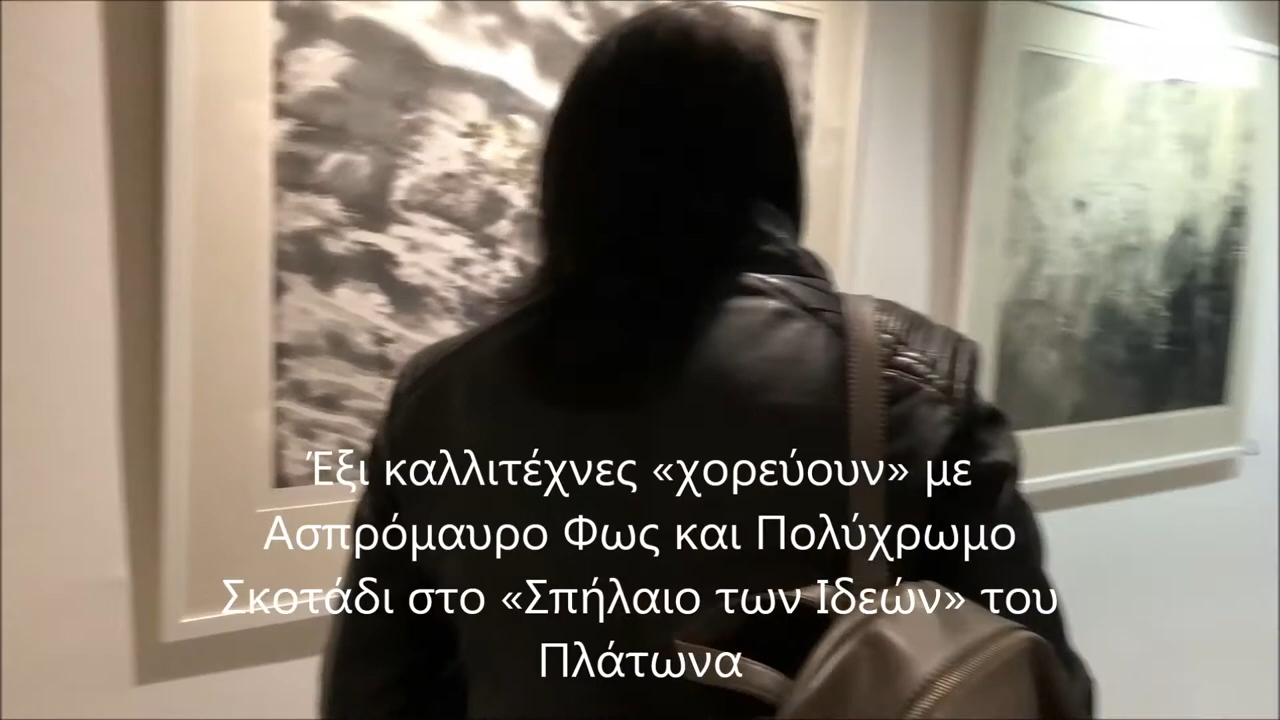 Έξι καλλιτέχνες «χορεύουν» με
Ασπρόμαυρο Φως και Πολύχρωμο
Σκοτάδι στο «Σπήλαιο των Ιδεών» του
Πλάτωνα